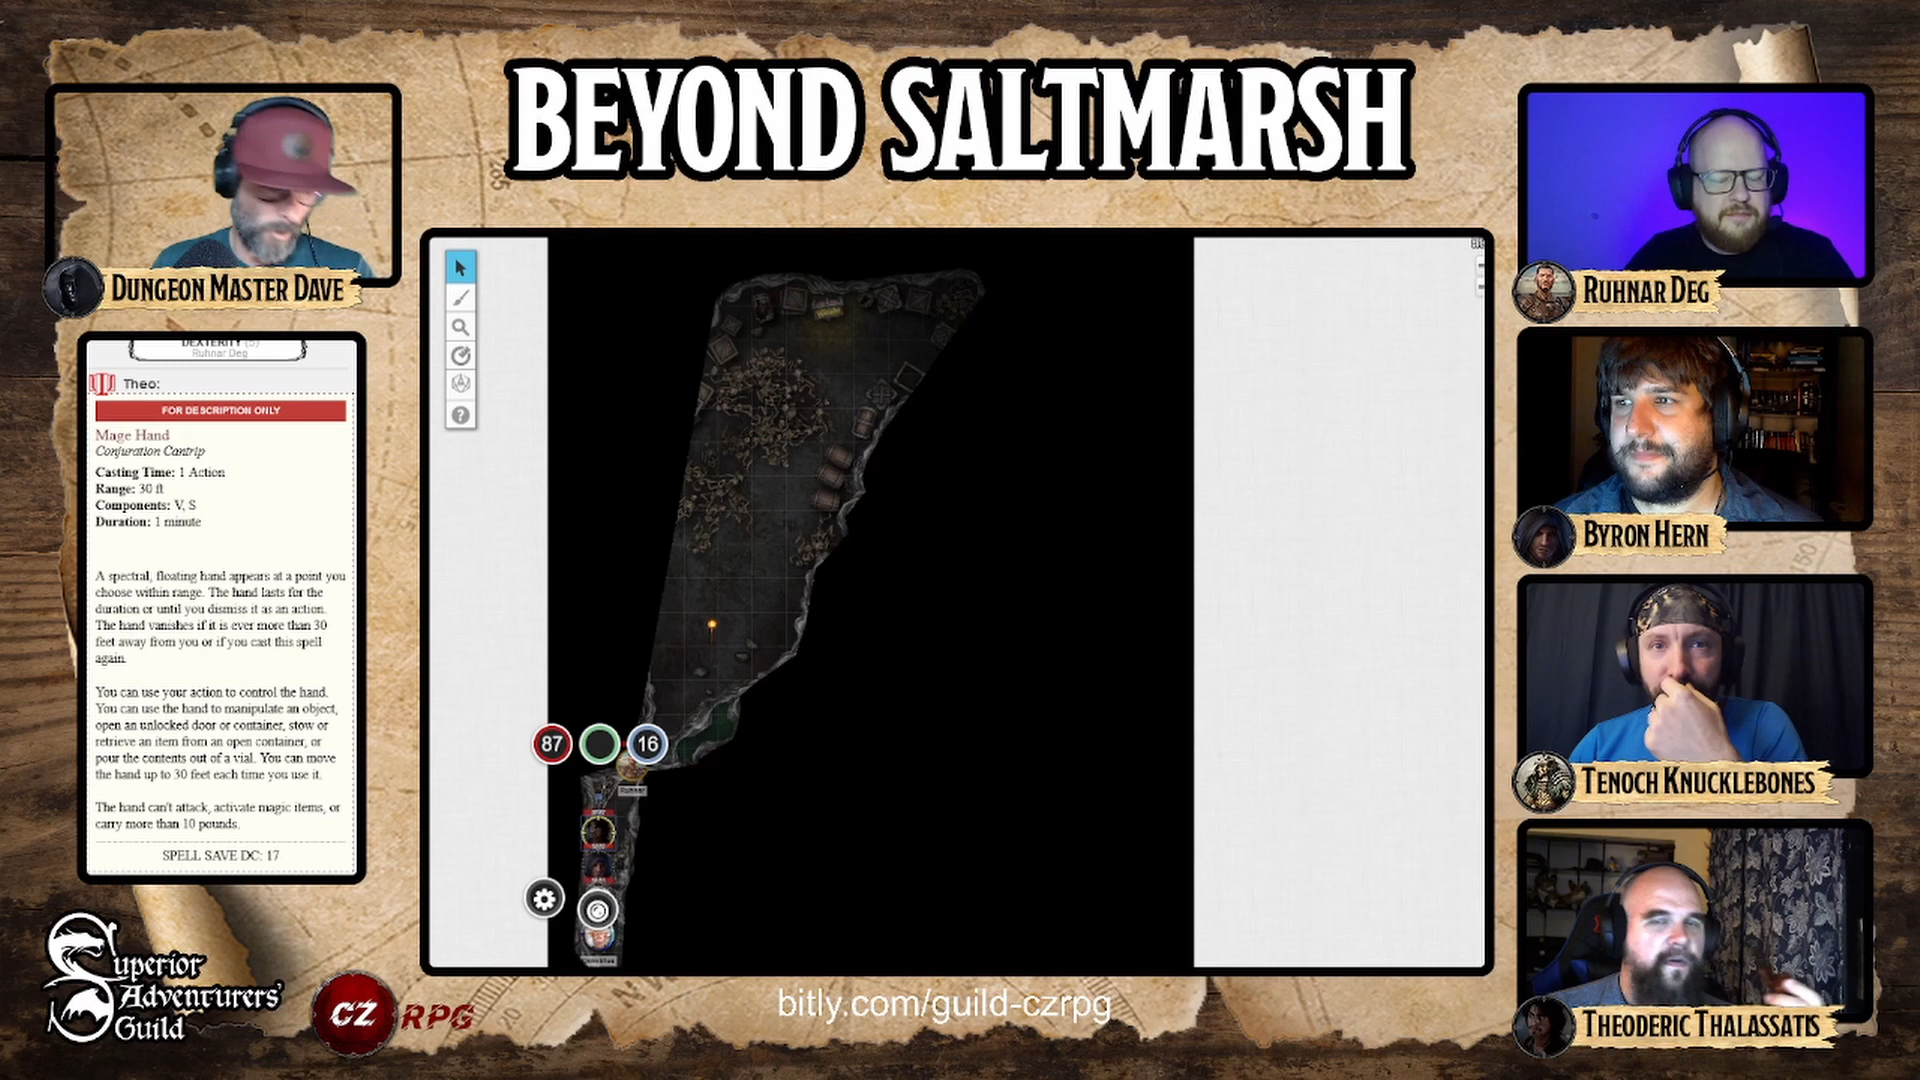 BEYOND SALTMARSH
DUNGEON MASTER DAVE
DEXTERITY (5)
Ruhnar Deg
Theo:
FOR DESCRIPTION ONLY
Mage Hand
Conjuration Cantrip
Casting Time: 1 Action
Range: 30 ft
Components: V, S
Duration: 1 minute
A spectral, floating hand appears at a point you
choose within range. The hand lasts for the
duration or until you dismiss it as an action.
The hand vanishes if it is ever more than 30
feet away from you or if you cast this spell
again.
You can use your action to control the hand.
You can use the hand to manipulate an object,
open an unlocked door or container, stow or
retrieve an item from an open container, or
pour the contents out of a vial. You can move
the hand up to 30 feet each time you use it.
The hand can't attack, activate magic items, or
carry more than 10 pounds.
SPELL SAVE DC: 17
Superior
Adventurers'
Guild
CZ RPG
87
16
Ruhnar
bitly.com/guild-czrpg
RUHNAR DEG
BYRON HERN
TENOCH KNUCKLEBONES
THEODERIC THALASSATIS